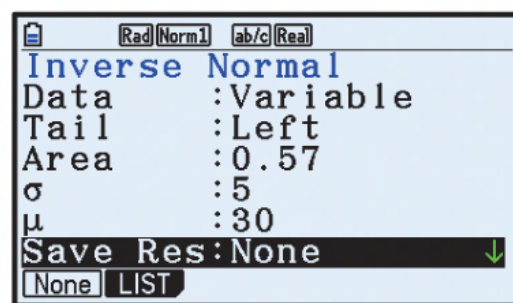 Rad Norm1 ab/c Real
Inverse Normal
Data :Variable
Tail :Left
Area :0.57
σ :5
μ :30
Save Res:None ↓
None LIST